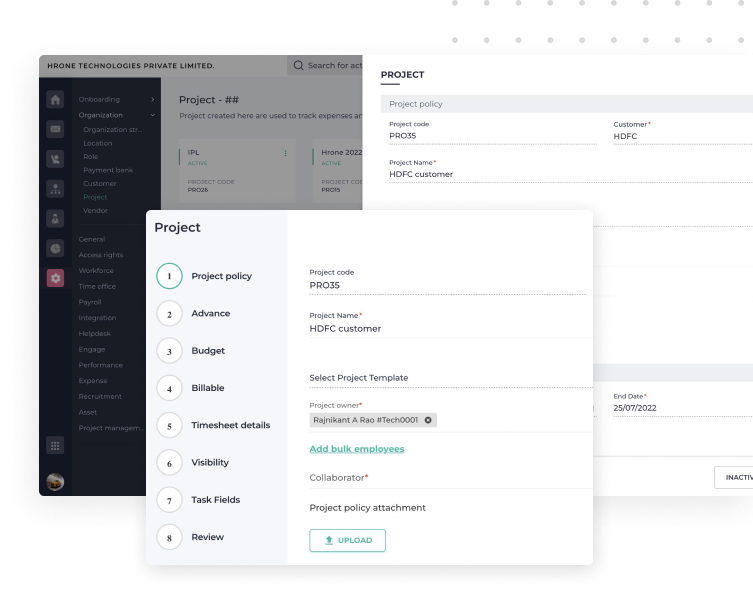 HRONE TECHNOLOGIES PRIVATE LIMITED.
Search for act
Onboarding
Organization
Organization str...
Location
Role
Payment bank
Customer
Project
Vendor
General
Access rights
Workforce
Time office
Payroll
Integration
Helpdesk
Engage
Performance
Expense
Recruitment
Asset
Project managem...
Project - ##
Project created here are used to track expenses an
IPL
ACTIVE
PROJECT CODE
PRO26
Hrone 2022
ACTIVE
PROJECT CODE
PRO15
PROJECT
Project policy
Project code
PRO35
Customer*
HDFC
Project Name*
HDFC customer
End Date*
25/07/2022
INACTIV
Project
1 Project policy
2 Advance
3 Budget
4 Billable
5 Timesheet details
6 Visibility
7 Task Fields
8 Review
Project code
PRO35
Project Name*
HDFC customer
Select Project Template
Project owner*
Rajnikant A Rao #Tech0001
Add bulk employees
Collaborator*
Project policy attachment
UPLOAD